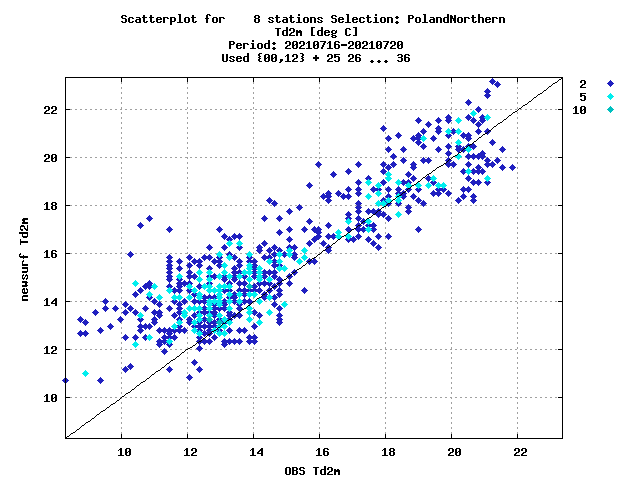 Scatterplot for    8 stations Selection: PolandNorthern
Td2m [deg C]
Period: 20210716-20210720
Used {00,12} + 25 26 ... 36
2
5
10
22
20
18
16
14
12
10
newsurf Td2m
10 12 14 16 18 20 22
OBS Td2m